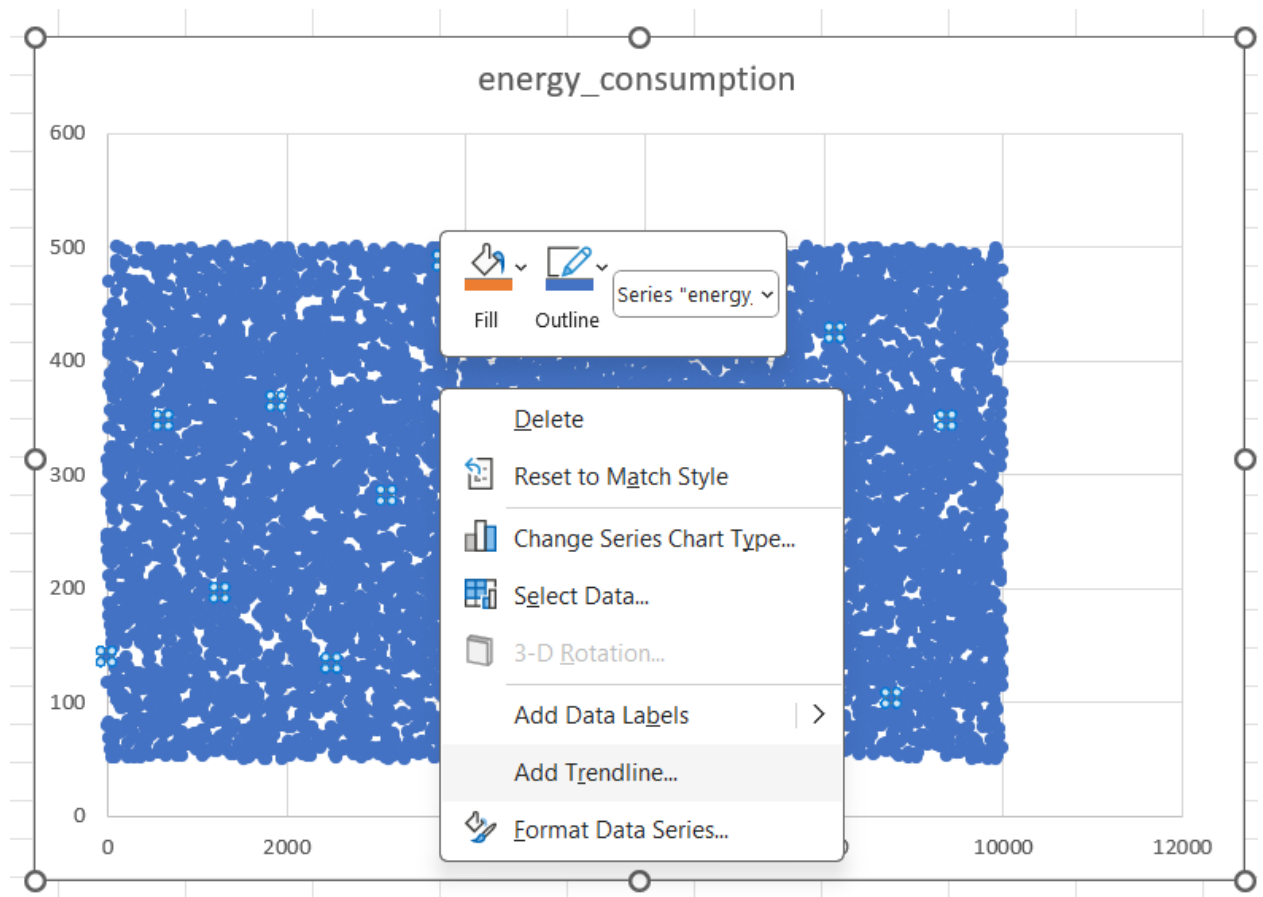 energy_consumption
600
500
400
300
200
100
0
Fill
Outline
Series "energy_
Delete
Reset to Match Style
Change Series Chart Type...
Select Data...
3-D Rotation...
Add Data Labels
Add Trendline...
Format Data Series...
0
2000
10000
12000